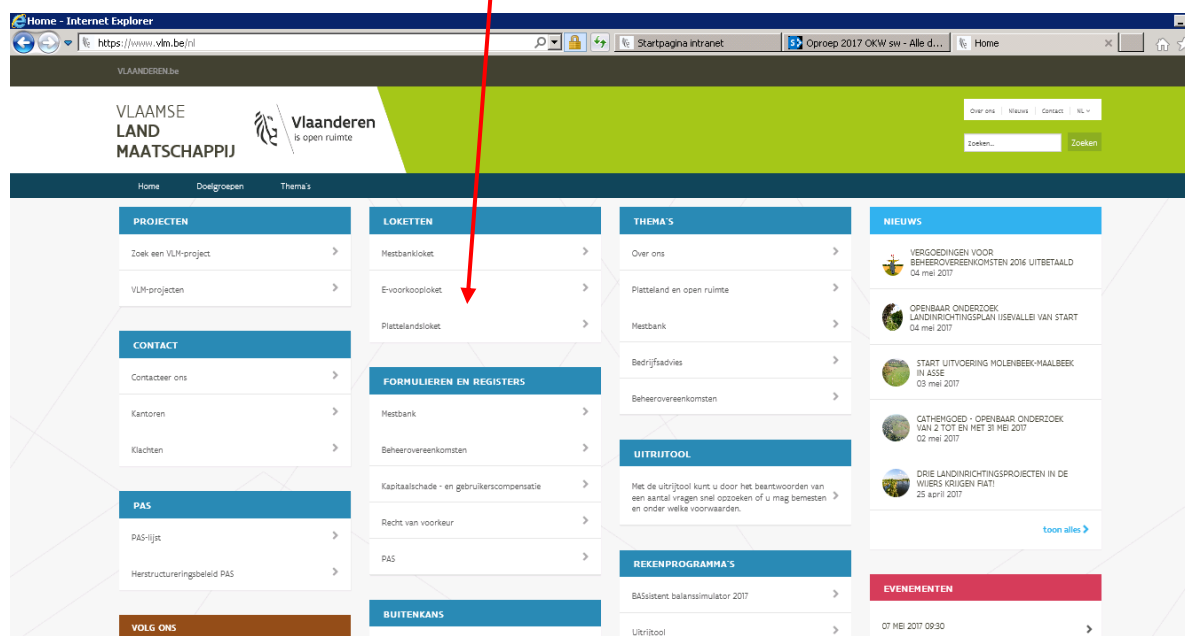 Home - Internet Explorer
https://www.vlm.be/nl
Startpagina intranet
Oproep 2017 OKW sw - Alle d...
Home
VLAANDEREN.be
VLAAMSE
LAND
MAATSCHAPPIJ
Vlaanderen
is open ruimte
Over ons
Nieuws
Contact
NL
Zoeken...
Zoeken
Home
Doelgroepen
Thema's
PROJECTEN
Zoek een VLM-project
VLM-projecten
CONTACT
Contacteer ons
Kantoren
Klachten
PAS
PAS-lijst
Herstructureringsbeleid PAS
VOLG ONS
LOKETTEN
Mestbankloket
E-voorkooploket
Plattelandsloket
FORMULIEREN EN REGISTERS
Mestbank
Beheerovereenkomsten
Kapitaalschade - en gebruikerscompensatie
Recht van voorkeur
PAS
BUITENKANS
THEMA'S
Over ons
Platteland en open ruimte
Mestbank
Bedrijfsadvies
Beheerovereenkomsten
UITRIJTOOL
Met de uitrijtool kunt u door het beantwoorden van
een aantal vragen snel opzoeken of u mag bemesten
en onder welke voorwaarden.
REKENPROGRAMMA'S
BASsistent balanssimulator 2017
Uitrijtool
NIEUWS
VERGOEDINGEN VOOR
BEHEEROVEREENKOMSTEN 2016 UITBETAALD
04 mei 2017
OPENBAAR ONDERZOEK
LANDINRICHTINGSPLAN IJSEVALLEI VAN START
04 mei 2017
START UITVOERING MOLENBEEK-MAALBEEK
IN ASSE
03 mei 2017
CATHEMGOED - OPENBAAR ONDERZOEK
VAN 2 TOT EN MET 31 MEI 2017
02 mei 2017
DRIE LANDINRICHTINGSPROJECTEN IN DE
WIJERS KRIJGEN FIAT!
25 april 2017
toon alles
EVENEMENTEN
07 MEI 2017 09:30